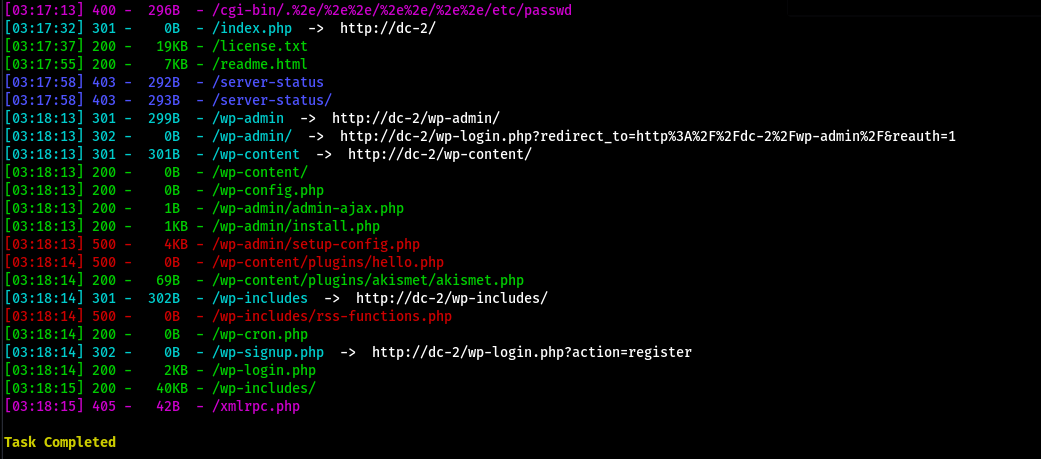 [03:17:13] 400 -  296B  - /cgi-bin/.%2e/%2e%2e/%2e%2e/%2e%2e/etc/passwd
[03:17:32] 301 -    0B  - /index.php  ->  http://dc-2/
[03:17:37] 200 -   19KB - /license.txt
[03:17:55] 200 -    7KB - /readme.html
[03:17:58] 403 -  292B  - /server-status
[03:17:58] 403 -  293B  - /server-status/
[03:18:13] 301 -  299B  - /wp-admin  ->  http://dc-2/wp-admin/
[03:18:13] 302 -    0B  - /wp-admin/  ->  http://dc-2/wp-login.php?redirect_to=http%3A%2F%2Fdc-2%2Fwp-admin%2F&reauth=1
[03:18:13] 301 -  301B  - /wp-content  ->  http://dc-2/wp-content/
[03:18:13] 200 -    0B  - /wp-content/
[03:18:13] 200 -    0B  - /wp-config.php
[03:18:13] 200 -    1B  - /wp-admin/admin-ajax.php
[03:18:13] 200 -    1KB - /wp-admin/install.php
[03:18:13] 500 -    4KB - /wp-admin/setup-config.php
[03:18:14] 500 -    0B  - /wp-content/plugins/hello.php
[03:18:14] 200 -   69B  - /wp-content/plugins/akismet/akismet.php
[03:18:14] 301 -  302B  - /wp-includes  ->  http://dc-2/wp-includes/
[03:18:14] 500 -    0B  - /wp-includes/rss-functions.php
[03:18:14] 200 -    0B  - /wp-cron.php
[03:18:14] 302 -    0B  - /wp-signup.php  ->  http://dc-2/wp-login.php?action=register
[03:18:14] 200 -    2KB - /wp-login.php
[03:18:15] 200 -   40KB - /wp-includes/
[03:18:15] 405 -   42B  - /xmlrpc.php
Task Completed